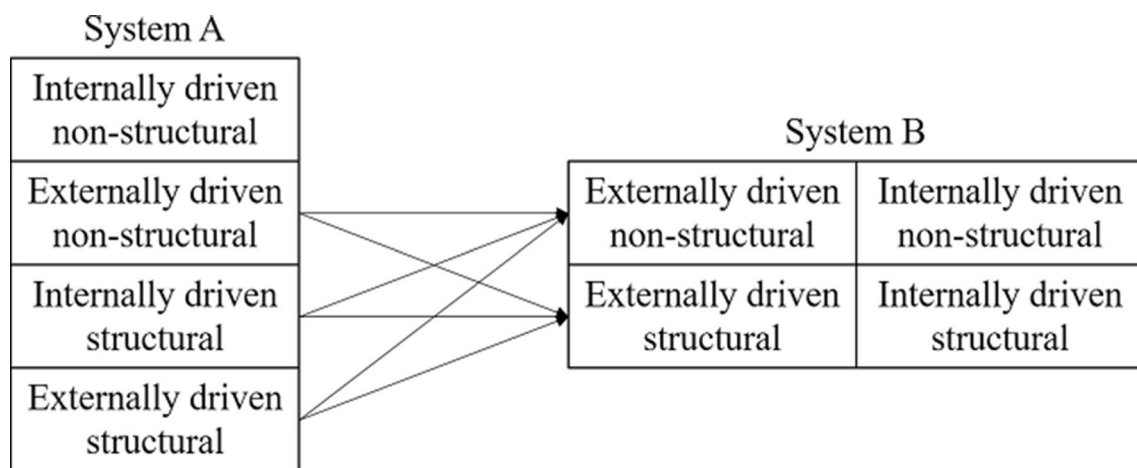 System A
Internally driven
non-structural
Externally driven
non-structural
Internally driven
structural
Externally driven
structural
System B
Externally driven
non-structural
Internally driven
non-structural
Externally driven
structural
Internally driven
structural